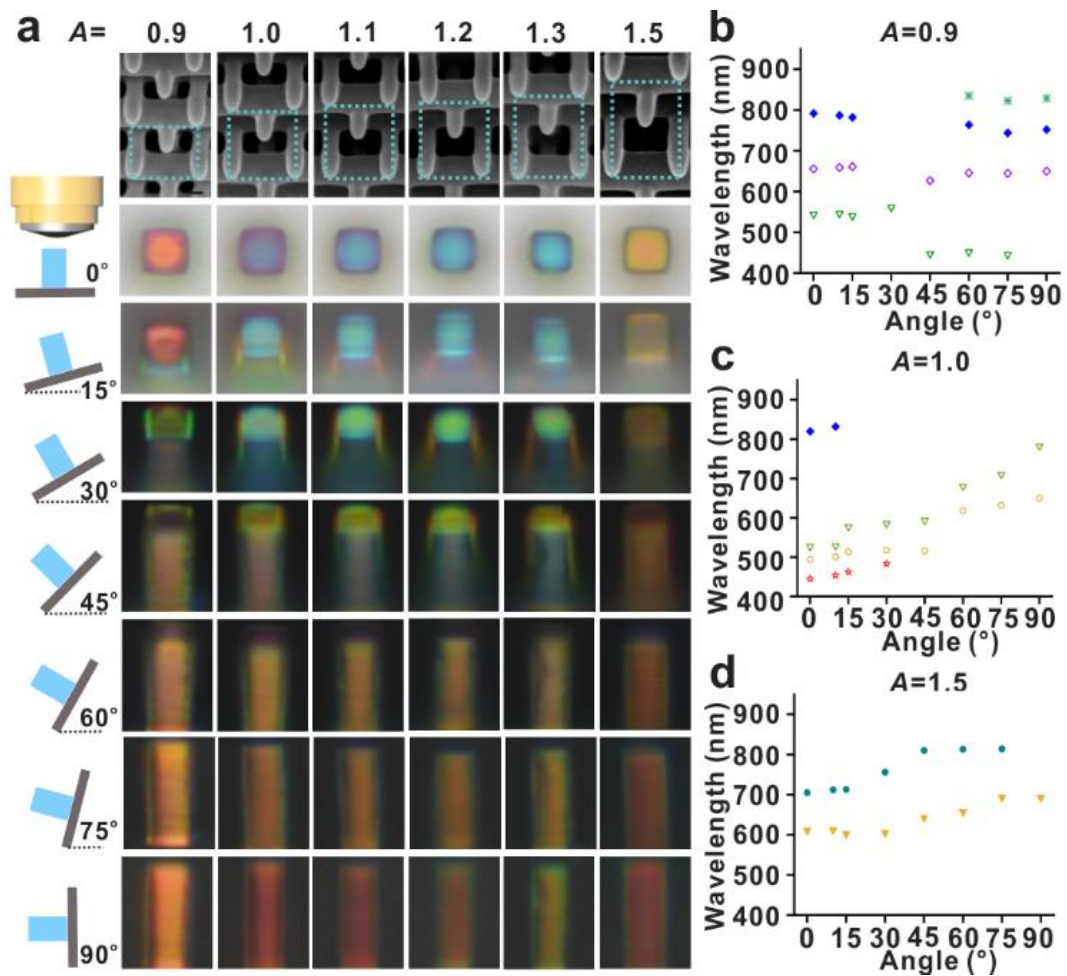 a A= 0.9 1.0 1.1 1.2 1.3 1.5
0°
15°
30°
45°
60°
75°
90°
b A=0.9
Wavelength (nm)
900
800
700
600
500
400
0 15 30 45 60 75 90
Angle (°)
c A=1.0
Wavelength (nm)
900
800
700
600
500
400
0 15 30 45 60 75 90
Angle (°)
d A=1.5
Wavelength (nm)
900
800
700
600
500
400
0 15 30 45 60 75 90
Angle (°)